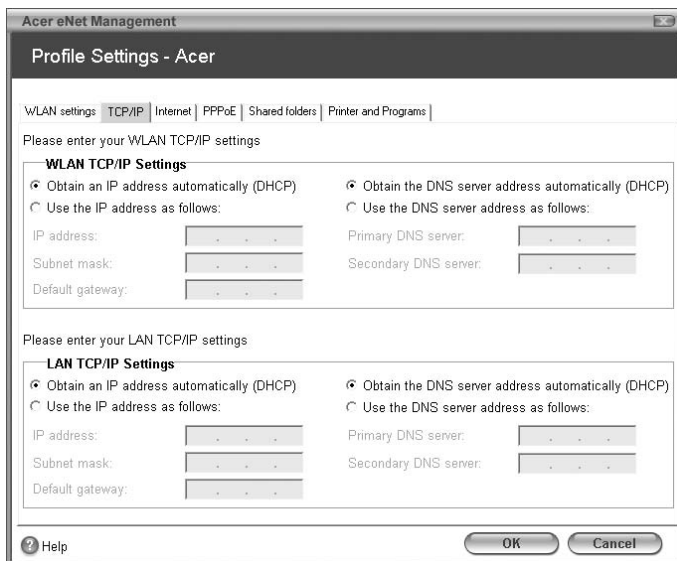 Acer eNet Management
Profile Settings - Acer
WLAN settings TCP/IP Internet PPPoE Shared folders Printer and Programs
Please enter your WLAN TCP/IP settings
WLAN TCP/IP Settings
Obtain an IP address automatically (DHCP) Obtain the DNS server address automatically (DHCP)
Use the IP address as follows: Use the DNS server address as follows:
IP address: Primary DNS server:
Subnet mask: Secondary DNS server:
Default gateway:
Please enter your LAN TCP/IP settings
LAN TCP/IP Settings
Obtain an IP address automatically (DHCP) Obtain the DNS server address automatically (DHCP)
Use the IP address as follows: Use the DNS server address as follows:
IP address: Primary DNS server:
Subnet mask: Secondary DNS server:
Default gateway:
? Help OK Cancel